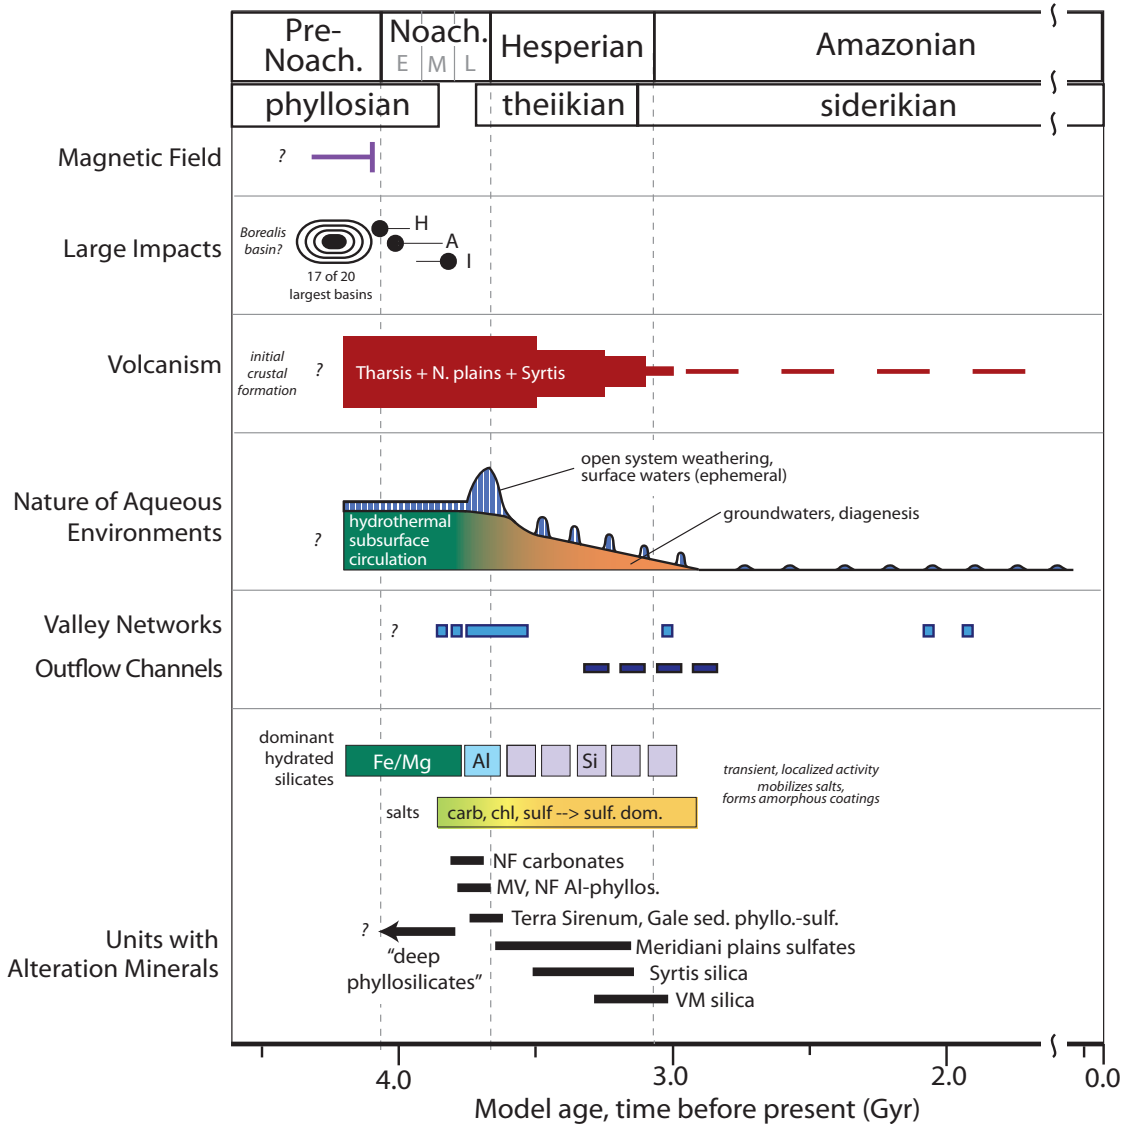 Pre-
Noach.
Noach.
E M L
Hesperian
Amazonian
phyllosian
theiikian
siderikian
Magnetic Field
?
Large Impacts
Borealis
basin?
17 of 20
largest basins
H
A
I
Volcanism
initial
crustal
formation
?
Tharsis + N. plains + Syrtis
Nature of Aqueous
Environments
?
hydrothermal
subsurface
circulation
open system weathering,
surface waters (ephemeral)
groundwaters, diagenesis
Valley Networks
?
Outflow Channels
dominant
hydrated
silicates
Fe/Mg
Al
Si
transient, localized activity
mobilizes salts,
forms amorphous coatings
salts
carb, chl, sulf --> sulf. dom.
Units with
Alteration Minerals
NF carbonates
MV, NF Al-phyllos.
Terra Sirenum, Gale sed. phyllo.-sulf.
?
"deep
phyllosilicates"
Meridiani plains sulfates
Syrtis silica
VM silica
4.0
3.0
2.0
0.0
Model age, time before present (Gyr)